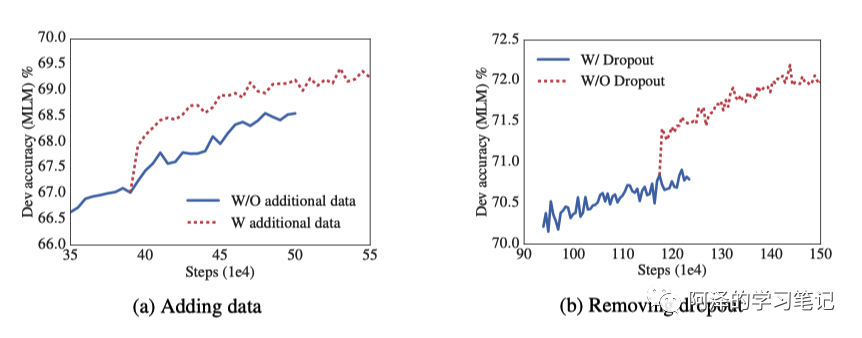 70.0
69.5
69.0
68.5
68.0
67.5
67.0
66.5
66.0
Dev accuracy (MLM) %
W/O additional data
W additional data
35 40 45 50 55
Steps (1e4)
(a) Adding data
72.5
72.0
71.5
71.0
70.5
70.0
Dev accuracy (MLM) %
W/ Dropout
W/O Dropout
90 100 110 120 130 140 150
Steps (1e4)
(b) Removing dropout
阿泽的学习笔记